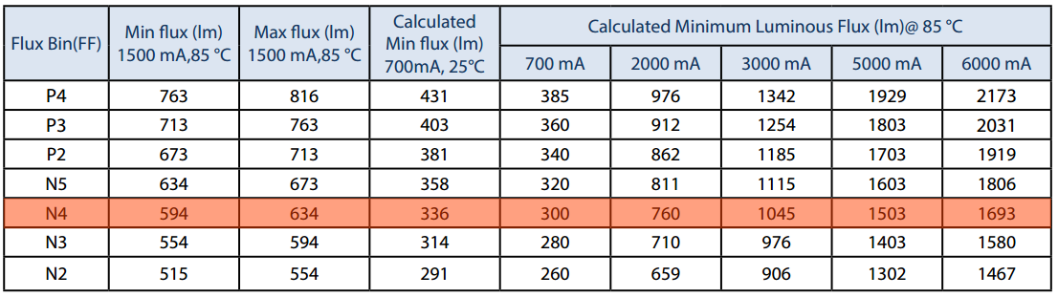 Flux Bin(FF) Min flux (lm) 1500 mA,85 °C Max flux (lm) 1500 mA,85 °C Calculated Min flux (lm) 700mA, 25°C Calculated Minimum Luminous Flux (lm)@ 85 °C
700 mA 2000 mA 3000 mA 5000 mA 6000 mA
P4 763 816 431 385 976 1342 1929 2173
P3 713 763 403 360 912 1254 1803 2031
P2 673 713 381 340 862 1185 1703 1919
N5 634 673 358 320 811 1115 1603 1806
N4 594 634 336 300 760 1045 1503 1693
N3 554 594 314 280 710 976 1403 1580
N2 515 554 291 260 659 906 1302 1467